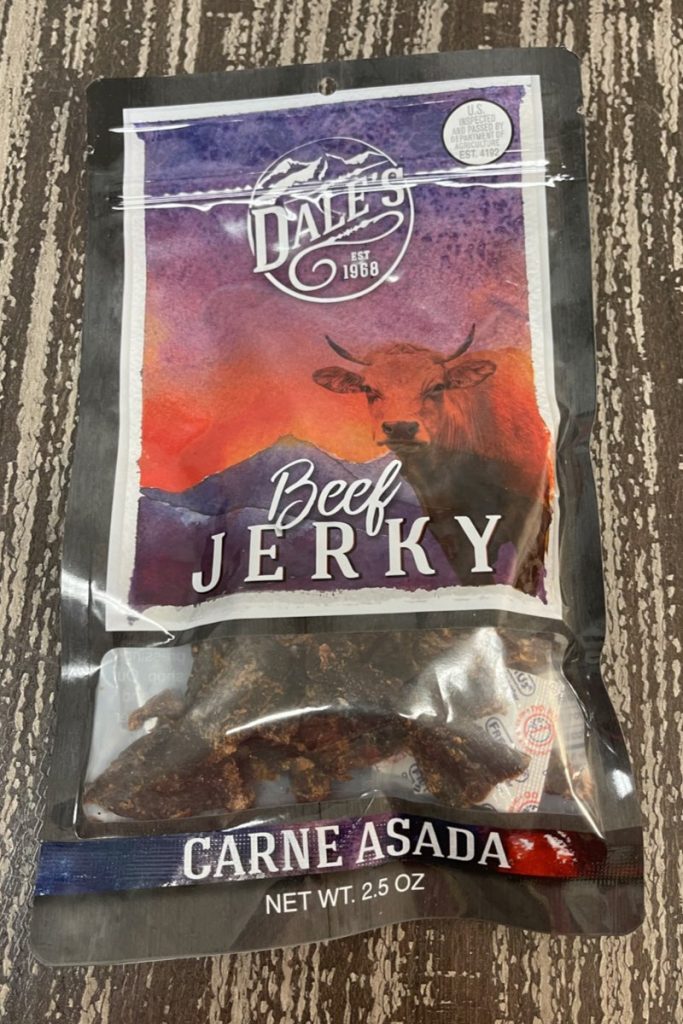 U.S.
INSPECTED
AND PASSED BY
DEPARTMENT OF
AGRICULTURE
EST. 4192
DALE'S
EST
1968
Beef
JERKY
CARNE ASADA
NET WT. 2.5 OZ